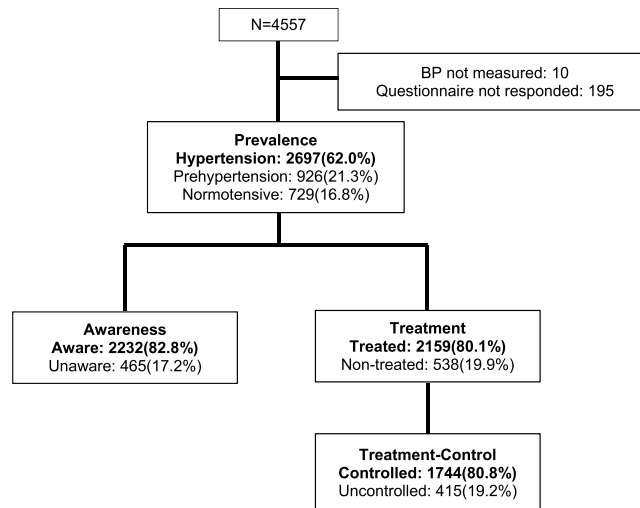 N=4557
BP not measured: 10
Questionnaire not responded: 195
Prevalence
Hypertension: 2697(62.0%)
Prehypertension: 926(21.3%)
Normotensive: 729(16.8%)
Awareness
Aware: 2232(82.8%)
Unaware: 465(17.2%)
Treatment
Treated: 2159(80.1%)
Non-treated: 538(19.9%)
Treatment-Control
Controlled: 1744(80.8%)
Uncontrolled: 415(19.2%)